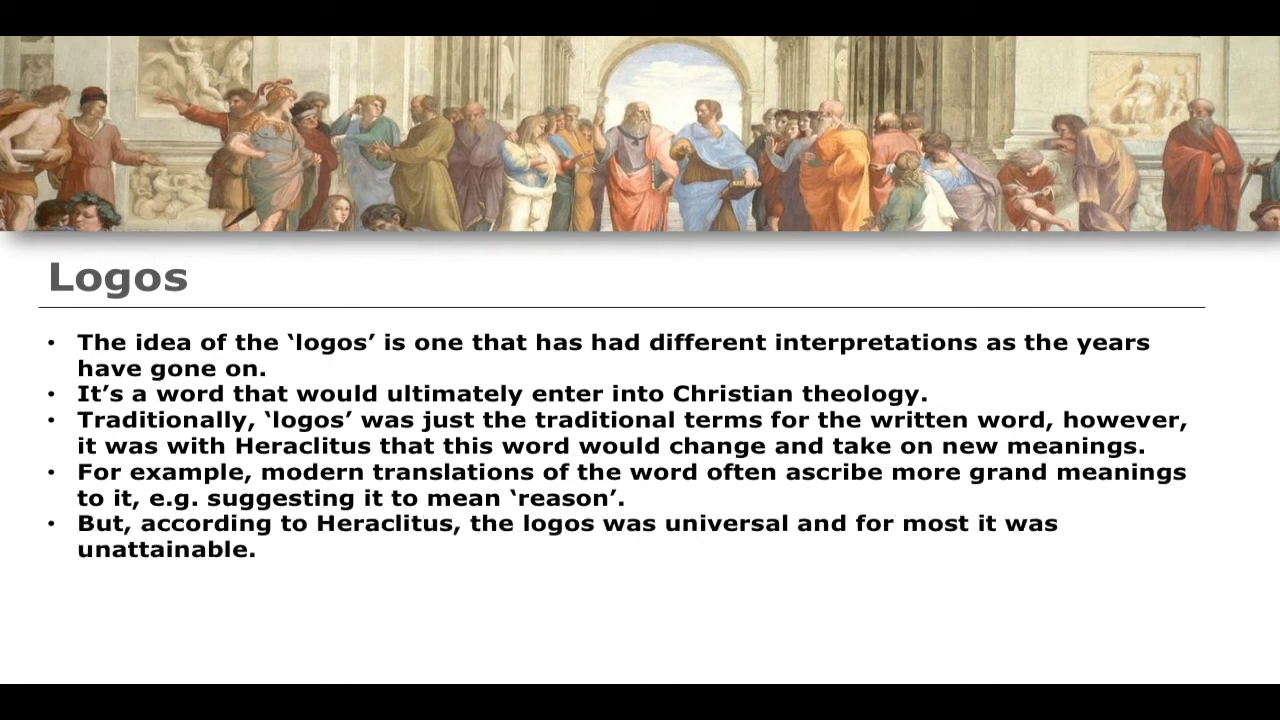 Logos
• The idea of the ‘logos’ is one that has had different interpretations as the years
have gone on.
• It’s a word that would ultimately enter into Christian theology.
• Traditionally, ‘logos’ was just the traditional terms for the written word, however,
it was with Heraclitus that this word would change and take on new meanings.
• For example, modern translations of the word often ascribe more grand meanings
to it, e.g. suggesting it to mean ‘reason’.
• But, according to Heraclitus, the logos was universal and for most it was
unattainable.